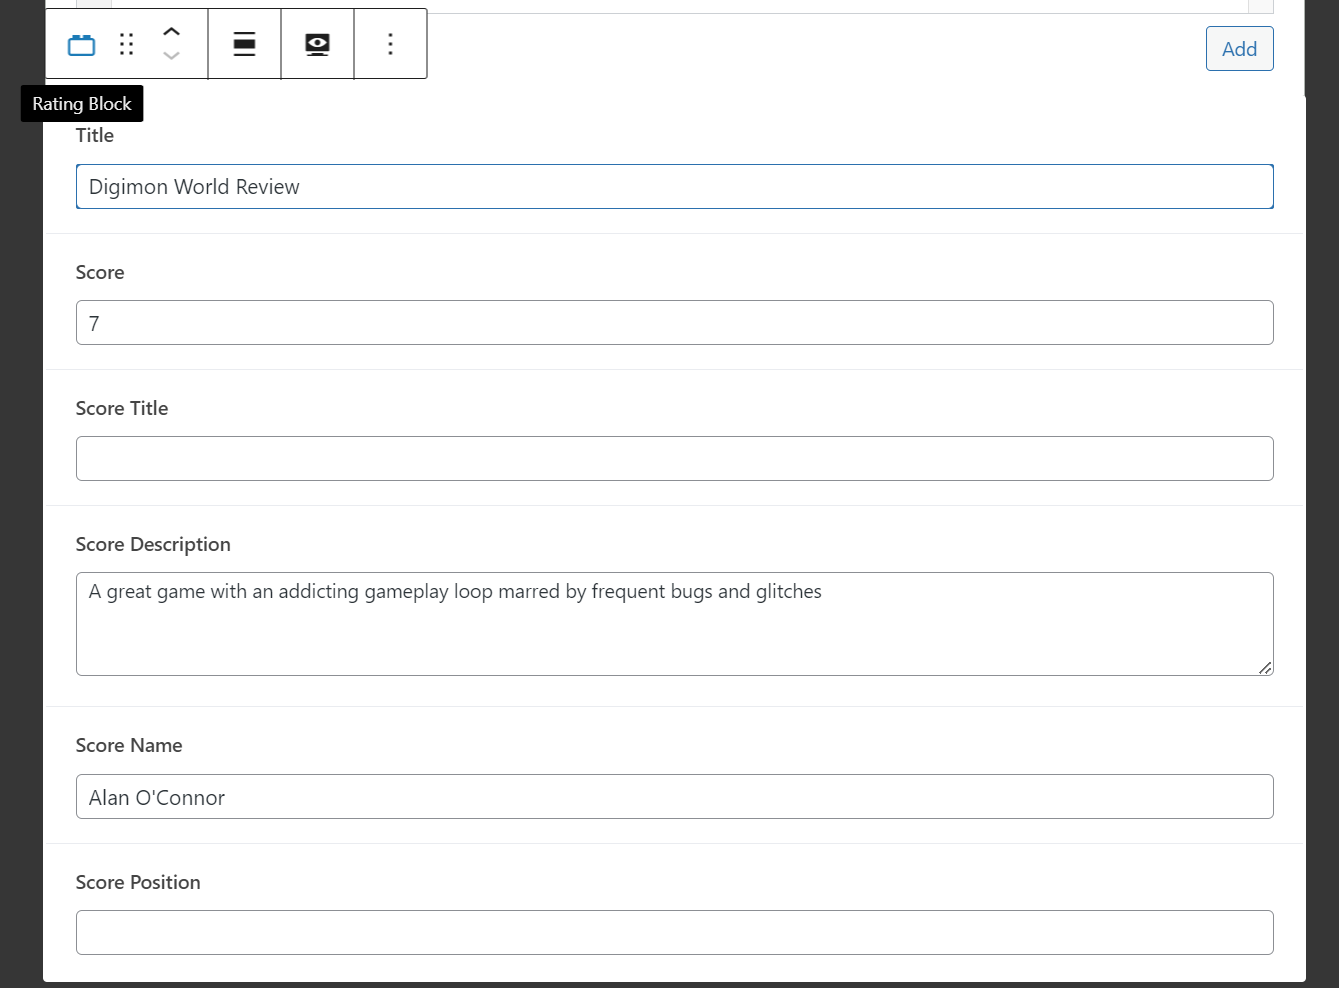 Add
Rating Block
Title
Digimon World Review
Score
7
Score Title
Score Description
A great game with an addicting gameplay loop marred by frequent bugs and glitches
Score Name
Alan O'Connor
Score Position